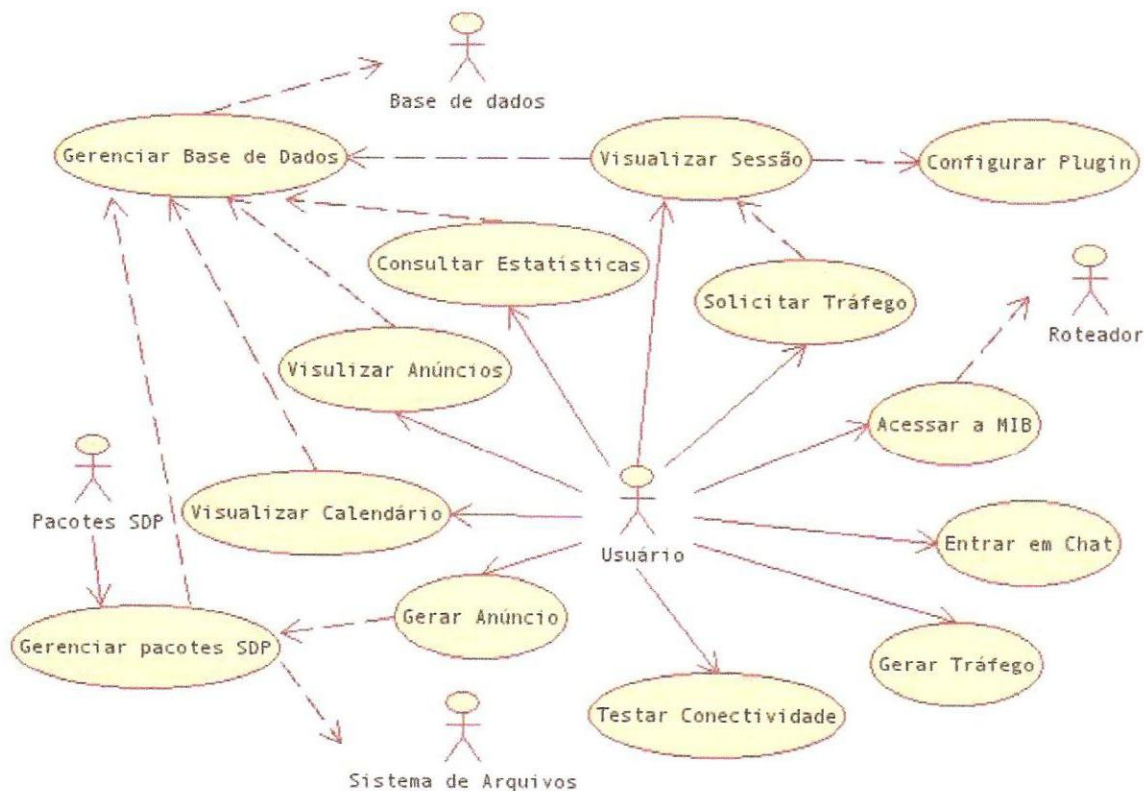 Base de dados
Gerenciar Base de Dados
Visualizar Sessão
Configurar Plugin
Consultar Estatísticas
Solicitar Tráfego
Roteador
Visulizar Anúncios
Acessar a MIB
Pacotes SDP
Visualizar Calendário
Usuário
Entrar em Chat
Gerar Anúncio
Gerenciar pacotes SDP
Gerar Tráfego
Testar Conectividade
Sistema de Arquivos